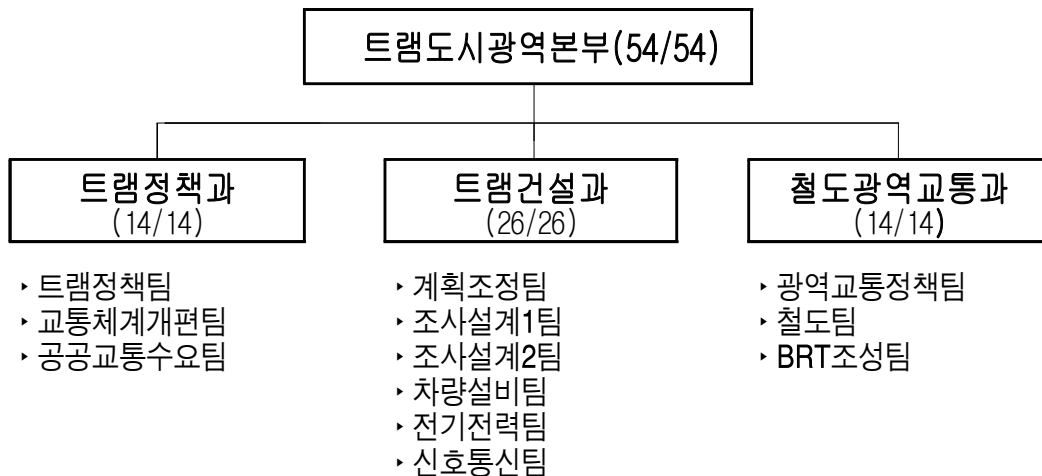 트램도시광역본부(54/54)
트램정책과
(14/14)
‣ 트램정책팀
‣ 교통체계개편팀
‣ 공공교통수요팀
트램건설과
(26/26)
‣ 계획조정팀
‣ 조사설계1팀
‣ 조사설계2팀
‣ 차량설비팀
‣ 전기전력팀
‣ 신호통신팀
철도광역교통과
(14/14)
‣ 광역교통정책팀
‣ 철도팀
‣ BRT조성팀